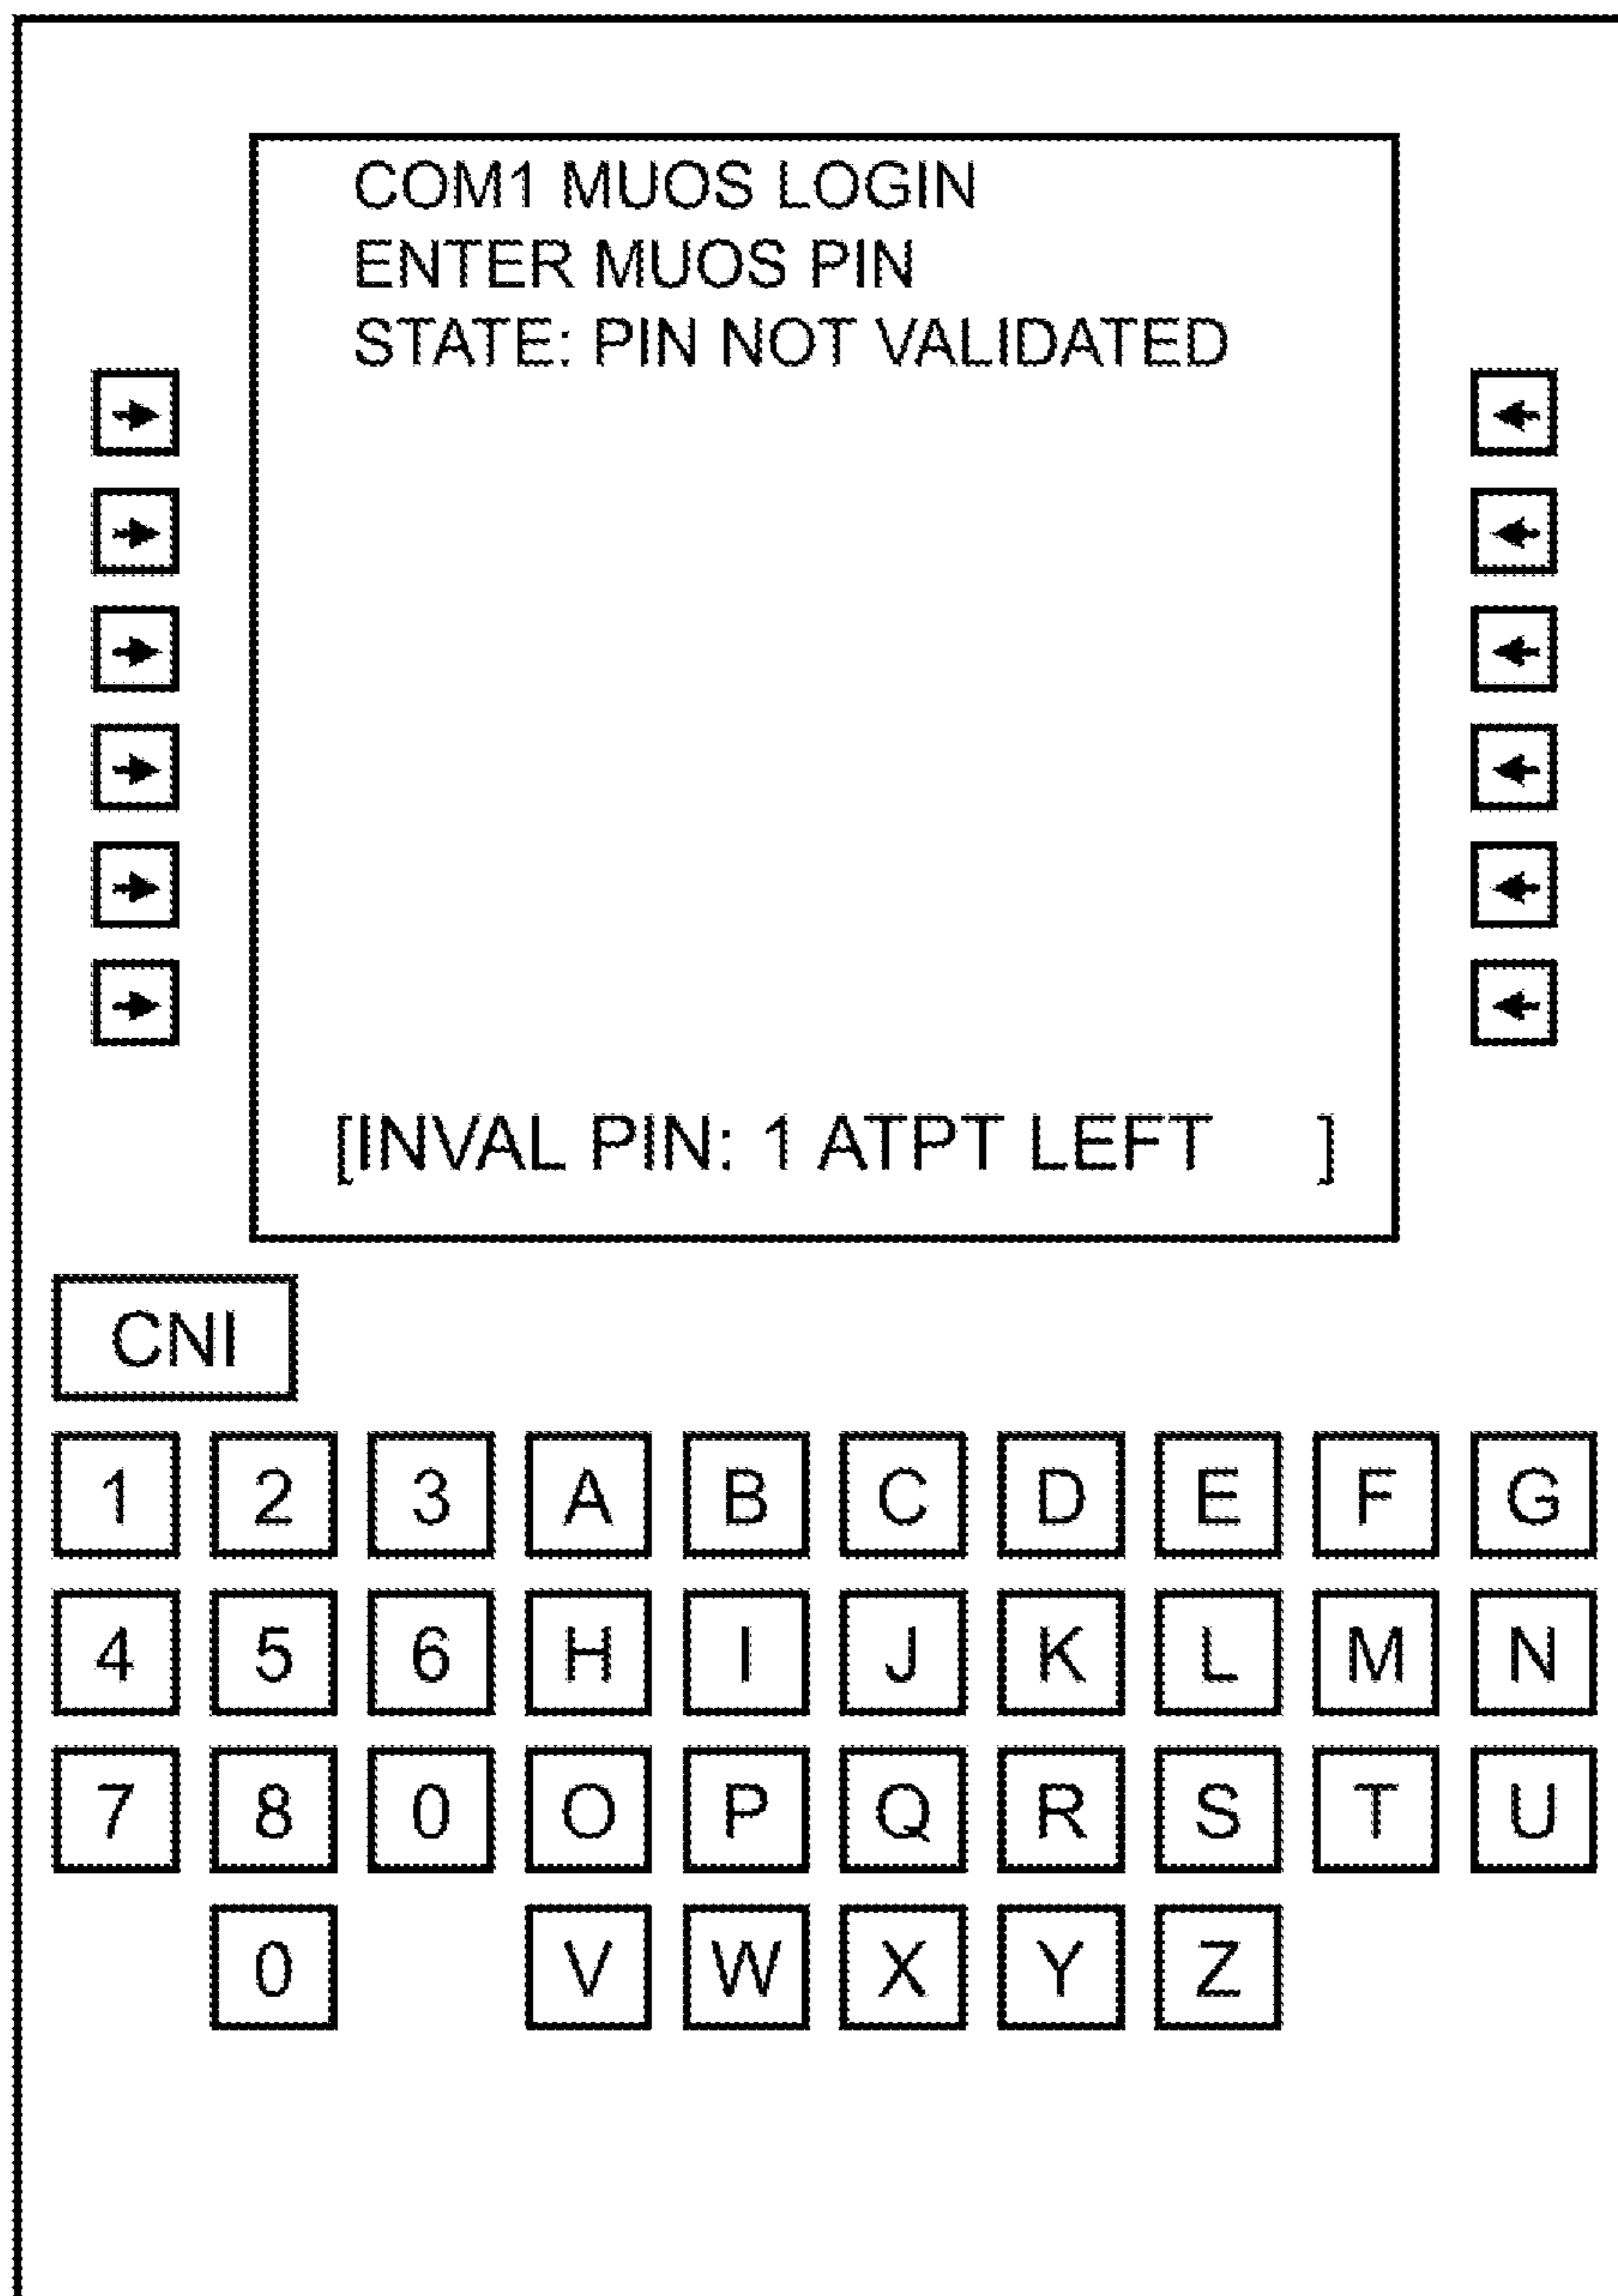 COM1 MUOS LOGIN
ENTER MUOS PIN
STATE: PIN NOT VALIDATED
[INVAL PIN: 1 ATPT LEFT ]
CNI
1 2 3 A B C D E F G
4 5 6 H I J K L M N
7 8 0 O P Q R S T U
0 V W X Y Z